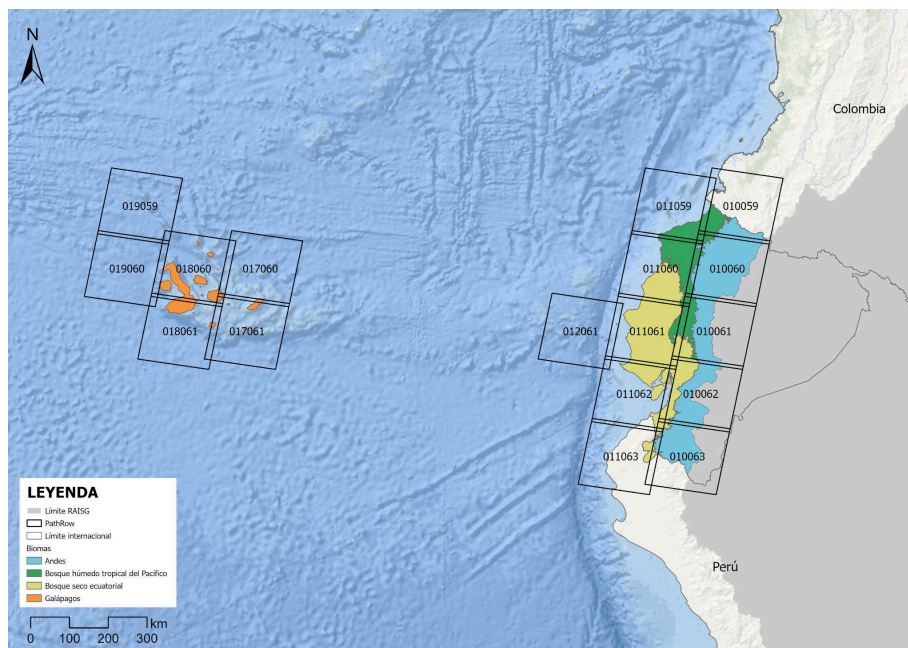 N
Colombia
019059
011059
010059
019060
018060
017060
011060
010060
018061
017061
012061
011061
010061
011062
010062
011063
010063
Perú
LEYENDA
Límite RAISG
PathRow
Límite internacional
Biomas
Andes
Bosque húmedo tropical del Pacífico
Bosque seco ecuatorial
Galápagos
km
0 100 200 300